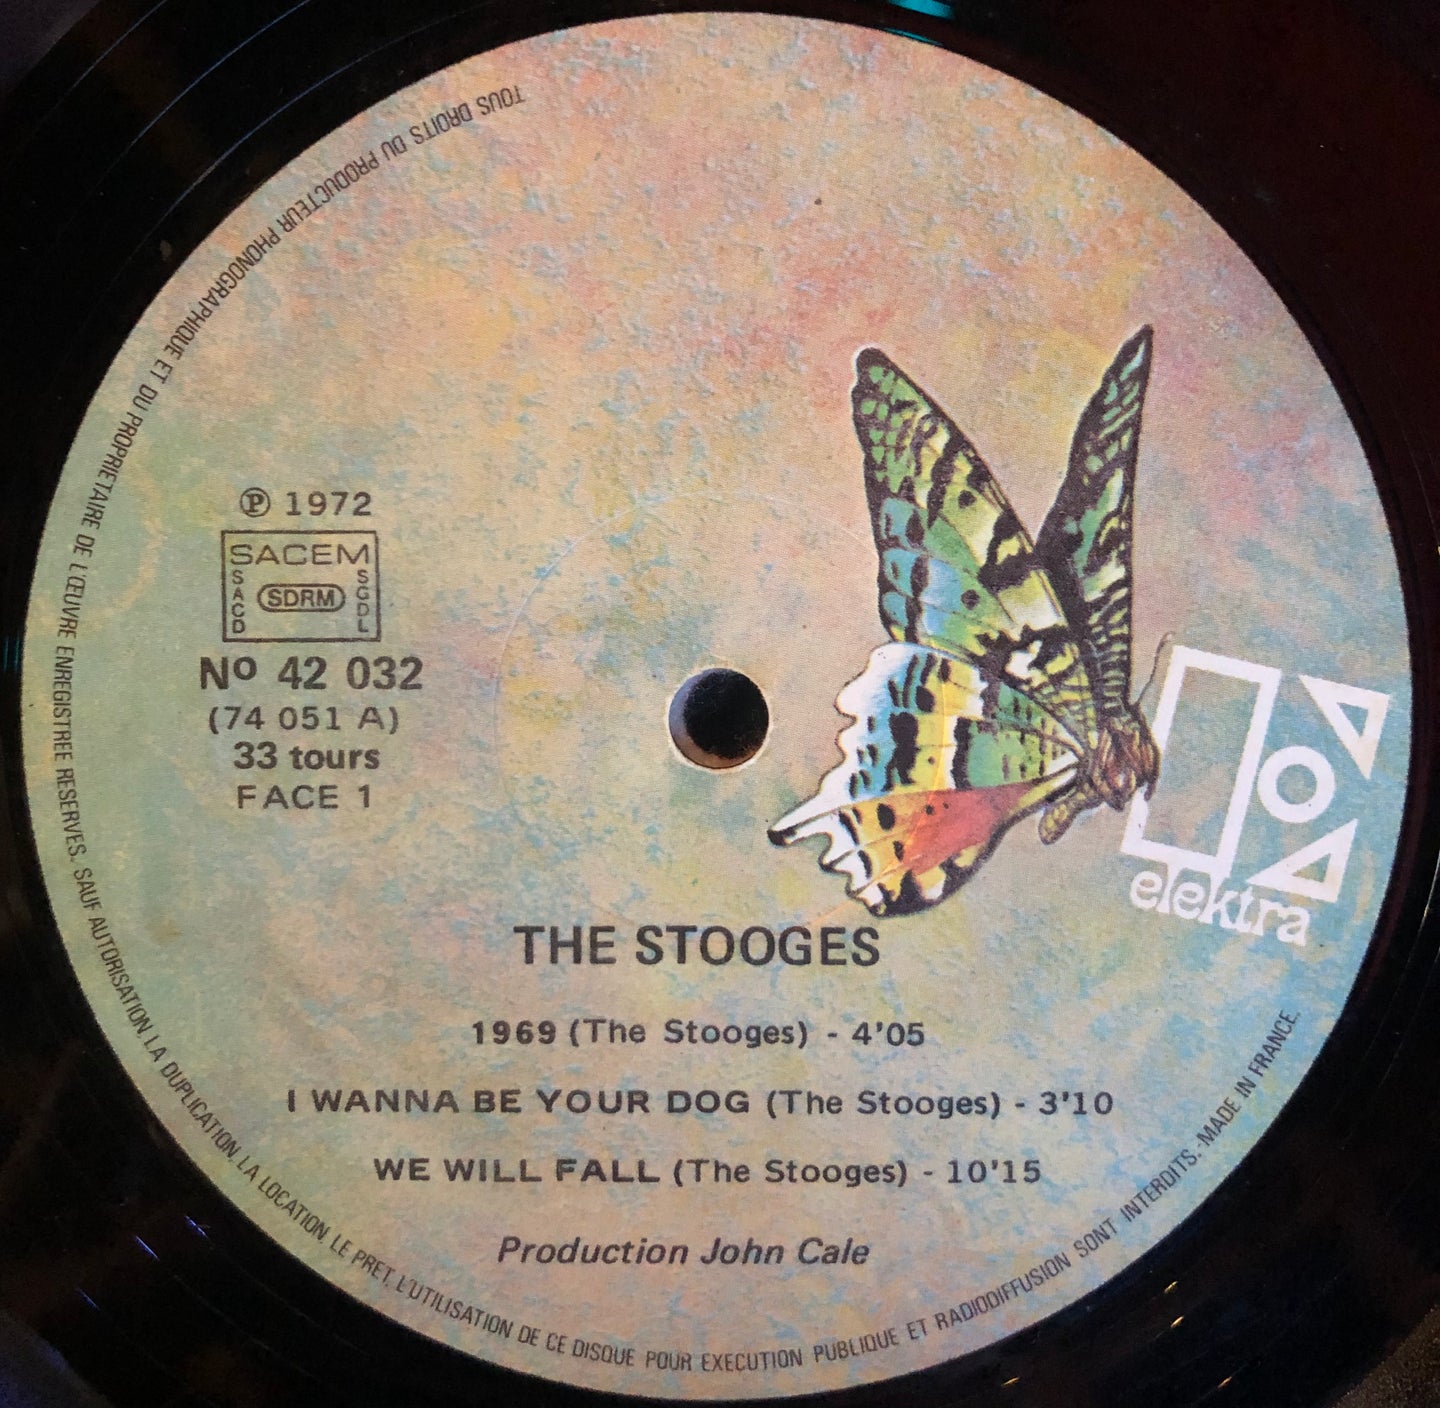 TOUS DROITS DU PRODUCTEUR PHONOGRAPHIQUE ET DU PROPRIETAIRE DE L'ŒUVRE ENREGISTREE RESERVES. SAUF AUTORISATION, LA DUPLICATION, LA LOCATION, LE PRET, L'UTILISATION DE CE DISQUE POUR EXECUTION PUBLIQUE ET RADIODIFFUSION SONT INTERDITS.-MADE IN FRANCE.
℗ 1972
SACEM
SACD
SDRM
SGDL
Nº 42 032
(74 051 A)
33 tours
FACE 1
elektra
THE STOOGES
1969 (The Stooges) - 4'05
I WANNA BE YOUR DOG (The Stooges) - 3'10
WE WILL FALL (The Stooges) - 10'15
Production John Cale